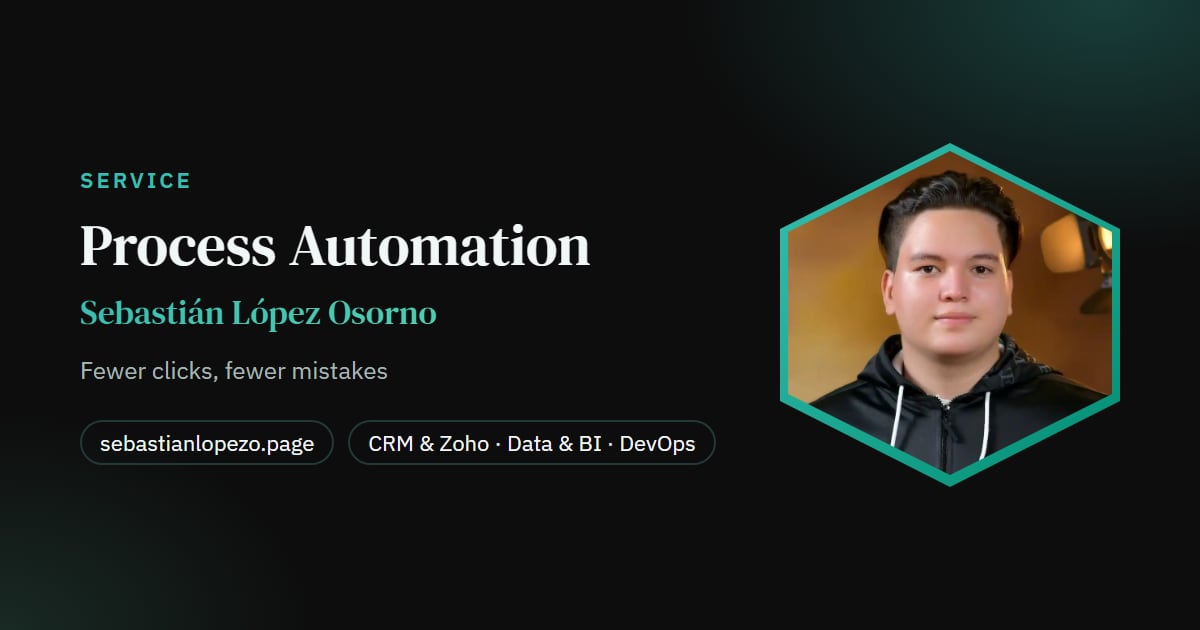 SERVICE
Process Automation
Sebastián López Osorno
Fewer clicks, fewer mistakes
sebastianlopezo.page
CRM & Zoho · Data & BI · DevOps